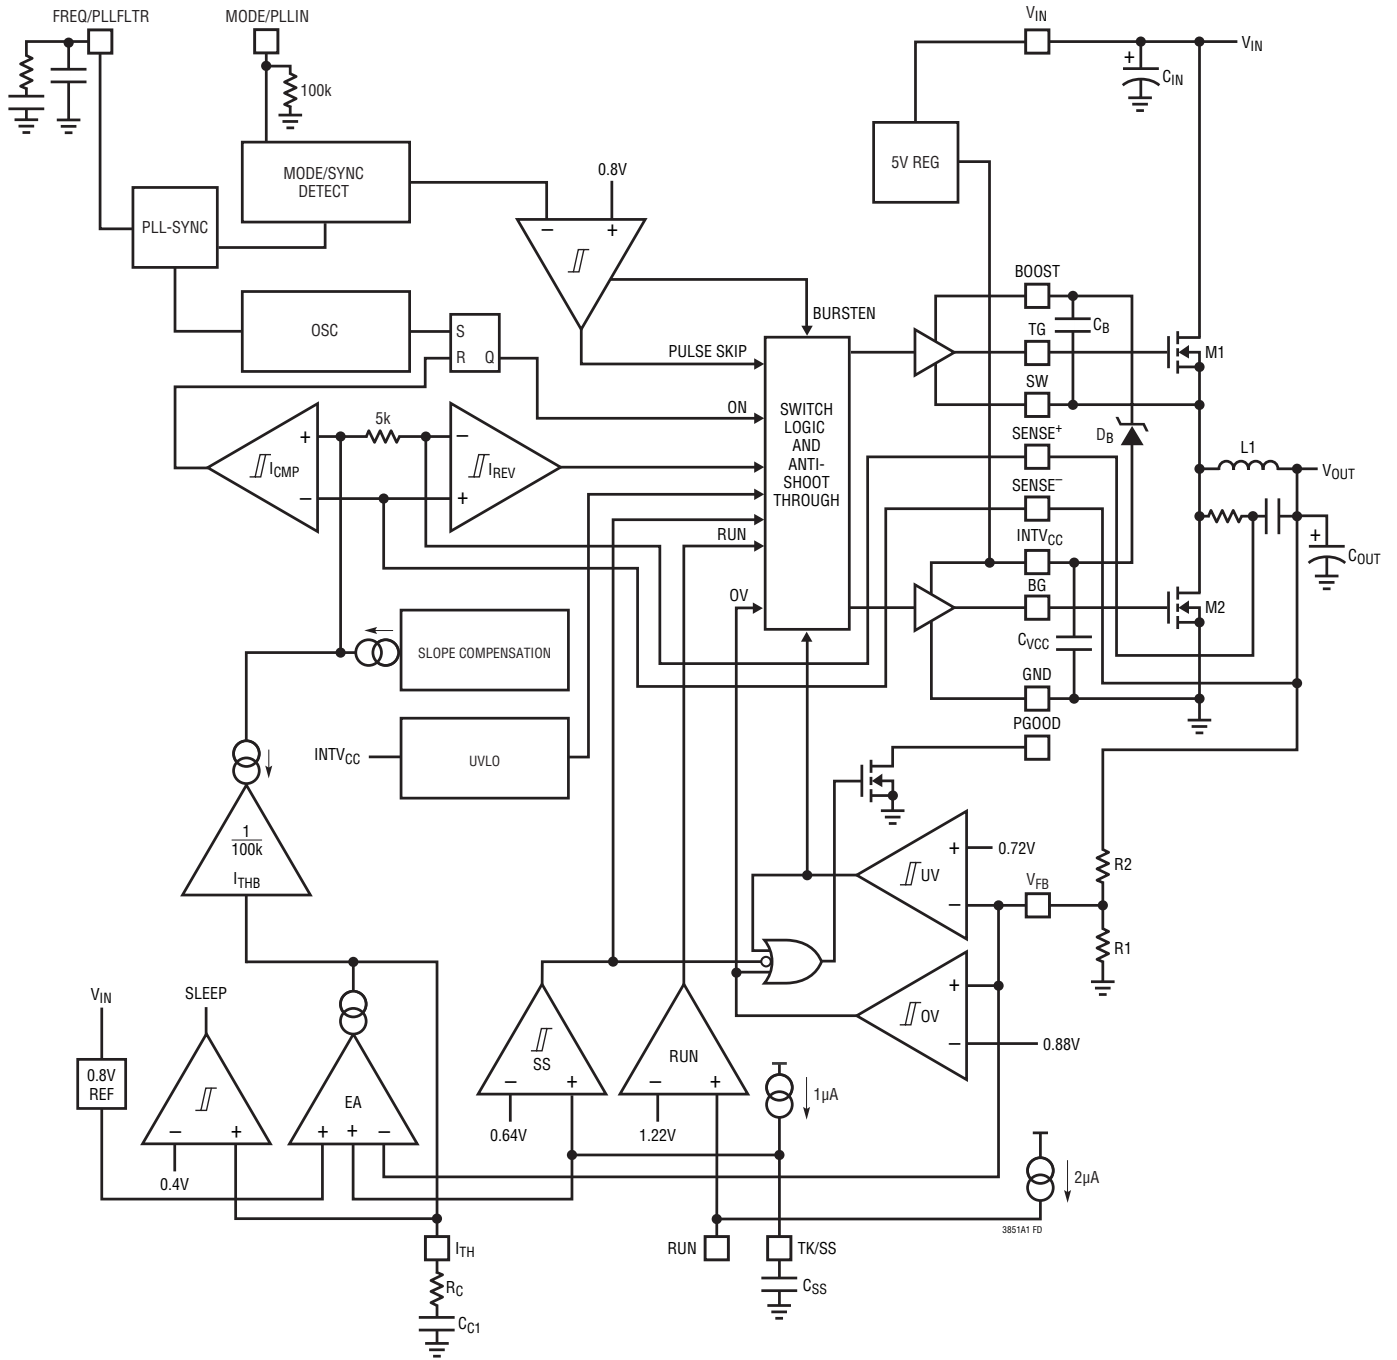 FREQ/PLLFLTR
MODE/PLLIN
VIN
VIN
CIN
100k
5V REG
MODE/SYNC
DETECT
0.8V
PLL-SYNC
– +
BOOST
BURSTEN
CB
OSC
S
R Q
TG
M1
PULSE SKIP
SW
SWITCH
LOGIC
AND
ANTI-
SHOOT
THROUGH
ON
5k
SENSE+
DB
L1
+
–
ICMP
–
+
IREV
VOUT
SENSE–
RUN
INTVCC
+
COUT
OV
BG
M2
CVCC
SLOPE COMPENSATION
GND
PGOOD
INTVCC
UVLO
1
100k
ITHB
+
–
UV
0.72V
R2
VFB
R1
VIN
SLEEP
+
–
OV
0.88V
0.8V
REF
SS
– +
RUN
– +
1µA
EA
– +
+ + –
0.64V
1.22V
0.4V
2µA
3851A1 FD
ITH
RUN
TK/SS
RC
CSS
CC1